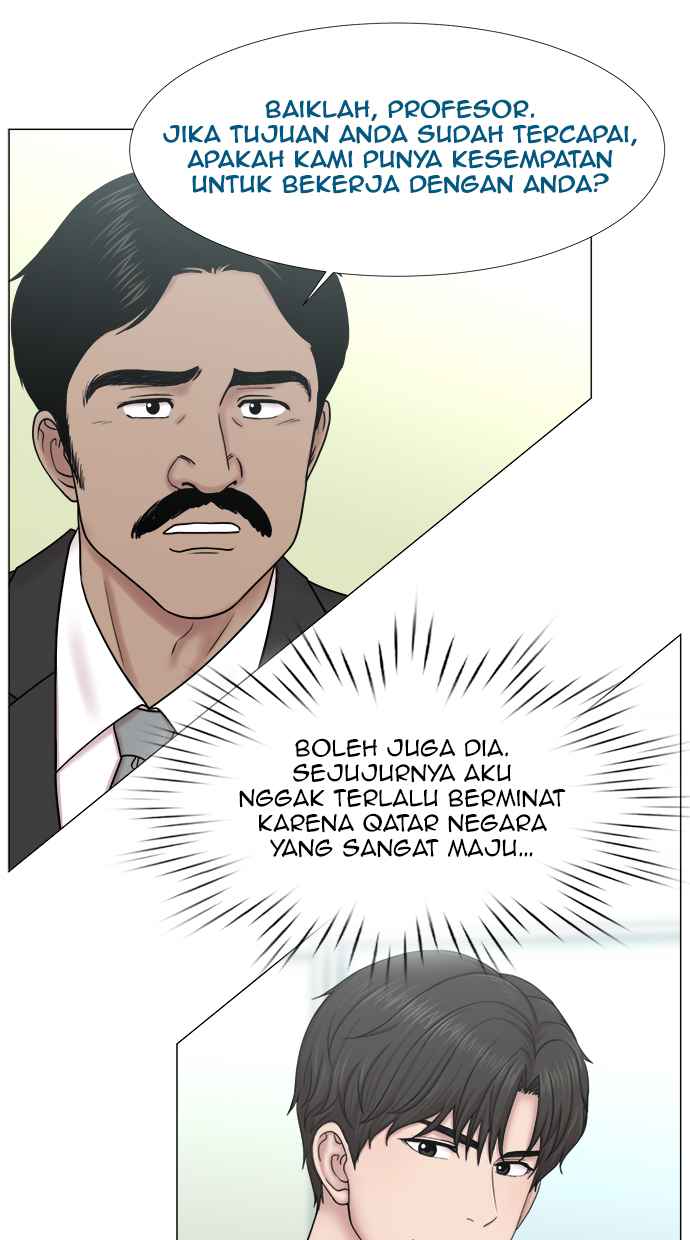 BAIKLAH, PROFESOR.
JIKA TUJUAN ANDA SUDAH TERCAPAI,
APAKAH KAMI PUNYA KESEMPATAN
UNTUK BEKERJA DENGAN ANDA?
BOLEH JUGA DIA.
SEJUJURNYA AKU
NGGAK TERLALU BERMINAT
KARENA QATAR NEGARA
YANG SANGAT MAJU...